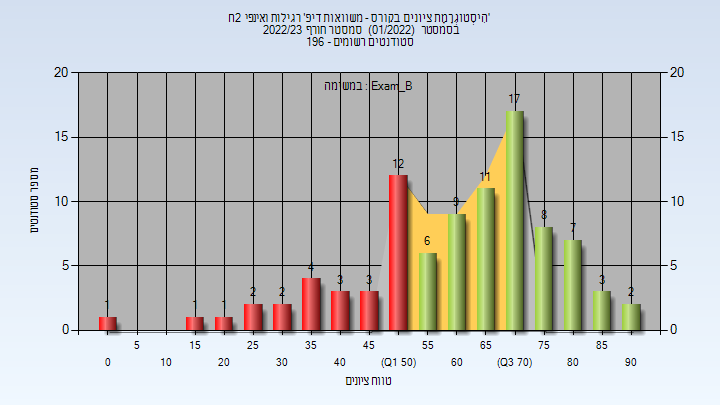 היסטוגרמת ציונים בקורס - משוואות דיפ' רגילות ואינפי 2ח'
בסמסטר (01/2022) סמסטר חורף 2022/23
סטודנטים רשומים - 196
במשימה : Exam_B
20 20
15 15
10 10
5 5
0 0
מספר סטודנטים
1 1 1 2 2 4 3 3 12 6 9 11 17 8 7 3 2
5 15 25 35 45 55 65 75 85
0 10 20 30 40 (Q1 50) 60 (Q3 70) 80 90
טווח ציונים